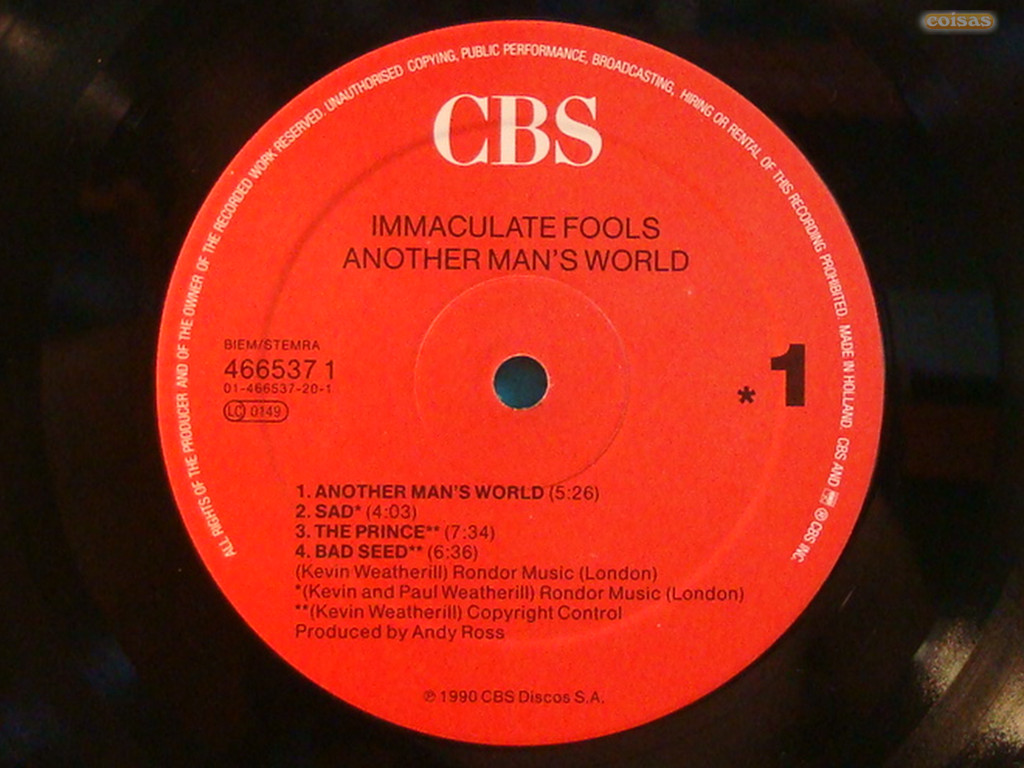 coisas
ALL RIGHTS OF THE PRODUCER AND OF THE OWNER OF THE RECORDED WORK RESERVED. UNAUTHORISED COPYING, PUBLIC PERFORMANCE, BROADCASTING, HIRING OR RENTAL OF THIS RECORDING PROHIBITED. MADE IN HOLLAND. CBS AND ℗ CBS INC.
CBS
IMMACULATE FOOLS
ANOTHER MAN'S WORLD
BIEM/STEMRA
466537 1
01-466537-20-1
LC 0149
* 1
1. ANOTHER MAN'S WORLD (5:26)
2. SAD* (4:03)
3. THE PRINCE** (7:34)
4. BAD SEED** (6:36)
(Kevin Weatherill) Rondor Music (London)
*(Kevin and Paul Weatherill) Rondor Music (London)
**(Kevin Weatherill) Copyright Control
Produced by Andy Ross
℗ 1990 CBS Discos S.A.